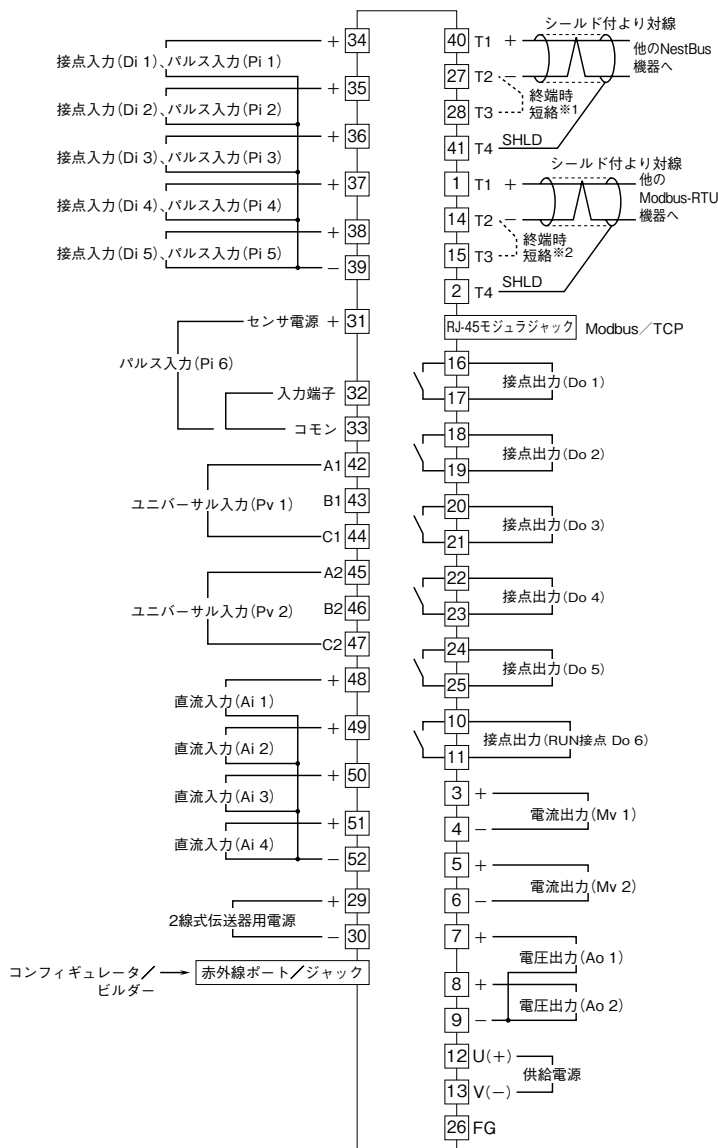 + 34
接点入力(Di 1)、パルス入力(Pi 1)
+ 35
接点入力(Di 2)、パルス入力(Pi 2)
+ 36
接点入力(Di 3)、パルス入力(Pi 3)
+ 37
接点入力(Di 4)、パルス入力(Pi 4)
+ 38
接点入力(Di 5)、パルス入力(Pi 5)
− 39
センサ電源 + 31
パルス入力(Pi 6)
入力端子 32
コモン 33
A1 42
ユニバーサル入力(Pv 1) B1 43
C1 44
A2 45
ユニバーサル入力(Pv 2) B2 46
C2 47
+ 48
直流入力(Ai 1)
+ 49
直流入力(Ai 2)
+ 50
直流入力(Ai 3)
+ 51
直流入力(Ai 4)
− 52
+ 29
2線式伝送器用電源
− 30
コンフィギュレータ/
ビルダー
赤外線ポート/ジャック
シールド付より対線
40 T1 +
他のNestBus
機器へ
27 T2 −
終端時
短絡※1
28 T3
41 T4 SHLD
シールド付より対線
1 T1 +
他の
Modbus-RTU
機器へ
14 T2 −
終端時
短絡※2
15 T3
2 T4 SHLD
RJ-45モジュラジャック Modbus/TCP
16
接点出力(Do 1)
17
18
接点出力(Do 2)
19
20
接点出力(Do 3)
21
22
接点出力(Do 4)
23
24
接点出力(Do 5)
25
10
接点出力(RUN接点 Do 6)
11
3 +
電流出力(Mv 1)
4 −
5 +
電流出力(Mv 2)
6 −
7 +
電圧出力(Ao 1)
8 +
電圧出力(Ao 2)
9 −
12 U(+)
供給電源
13 V(−)
26 FG